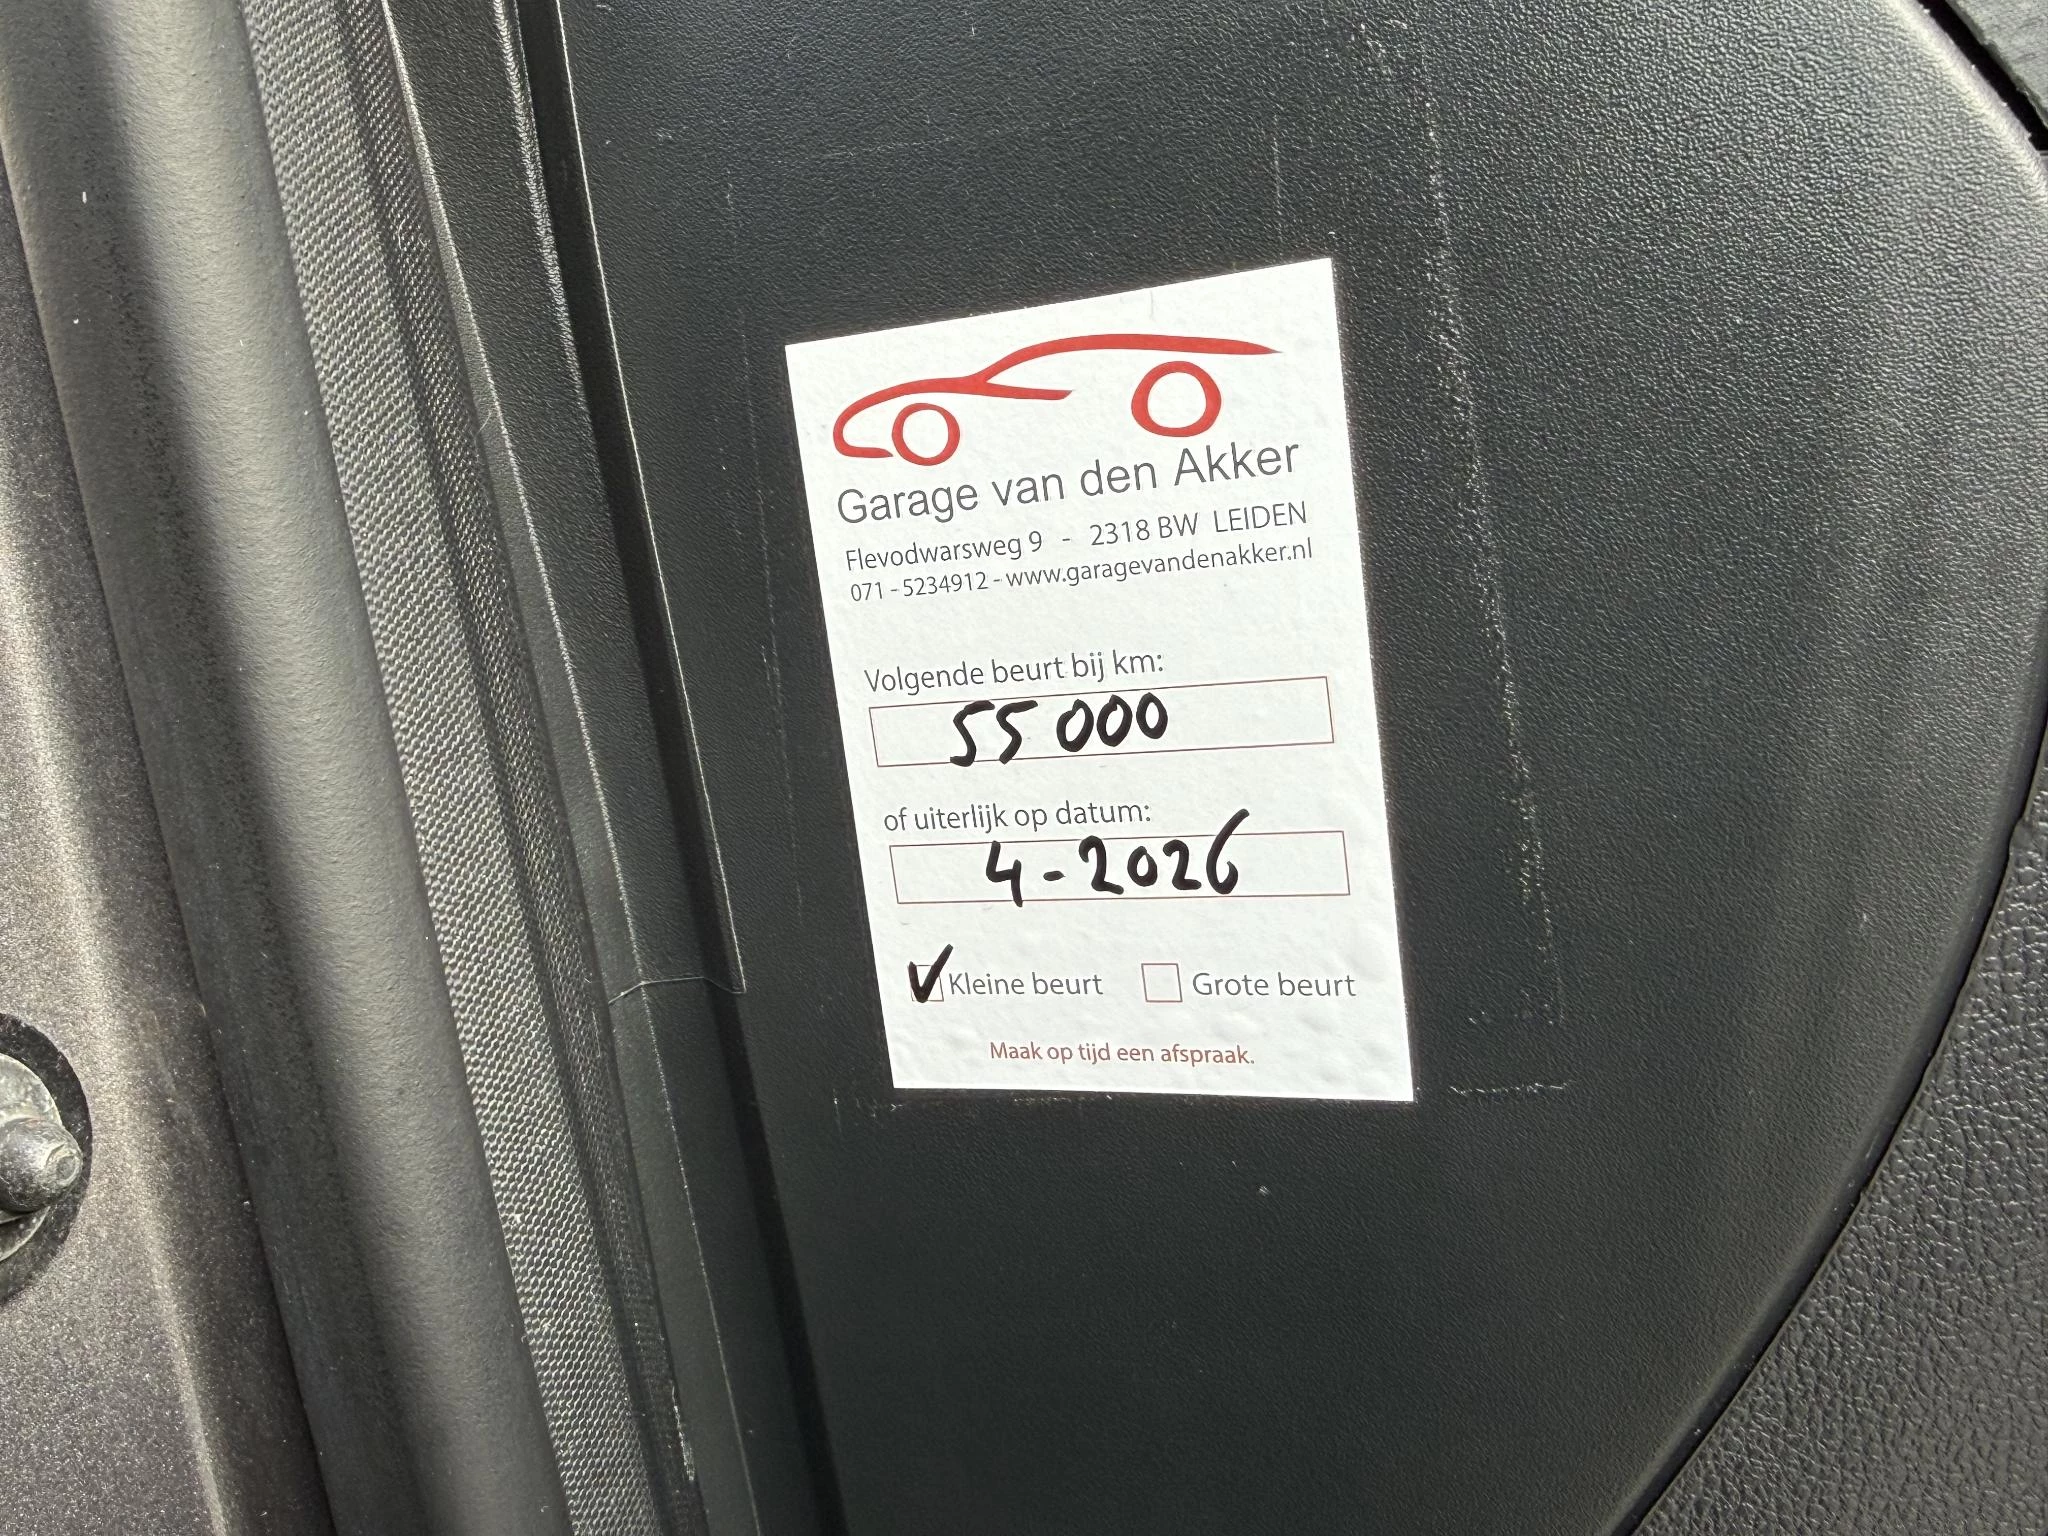 Garage van den Akker
Flevodwarsweg 9 - 2318 BW LEIDEN
071 - 5234912 - www.garagevandenakker.nl
Volgende beurt bij km:
55 000
of uiterlijk op datum:
4-2026
Kleine beurt Grote beurt
Maak op tijd een afspraak.